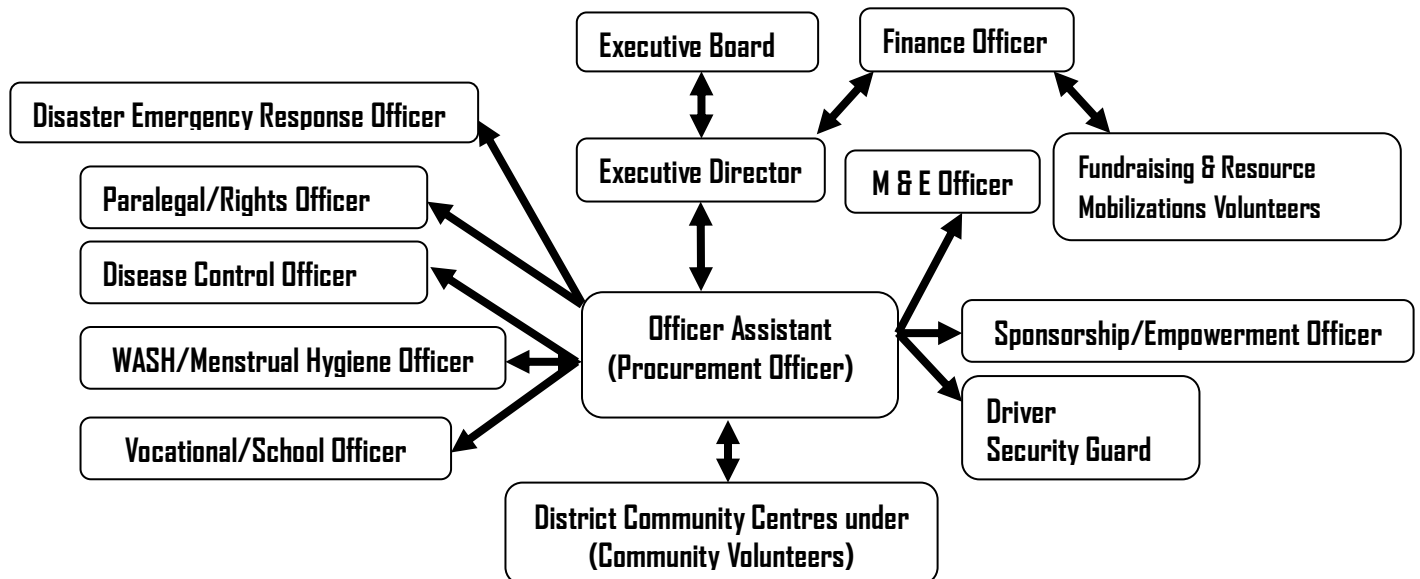 Executive Board
Finance Officer
Disaster Emergency Response Officer
Executive Director
M & E Officer
Fundraising & Resource
Mobilizations Volunteers
Paralegal/Rights Officer
Disease Control Officer
Officer Assistant
(Procurement Officer)
Sponsorship/Empowerment Officer
WASH/Menstrual Hygiene Officer
Driver
Security Guard
Vocational/School Officer
District Community Centres under
(Community Volunteers)